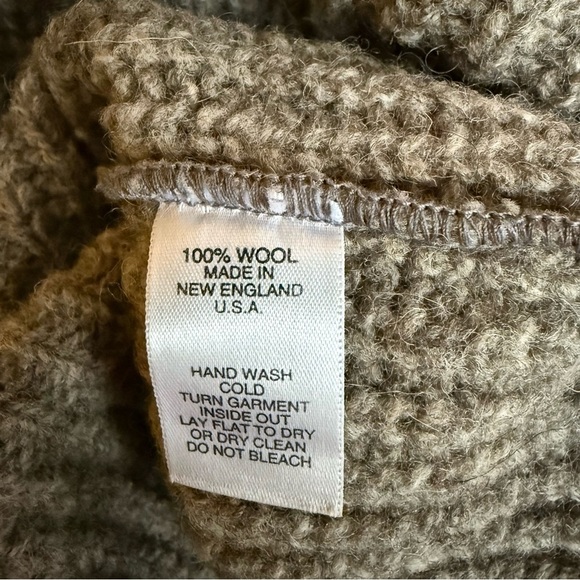 100% WOOL
MADE IN
NEW ENGLAND
U.S.A.
HAND WASH
COLD
TURN GARMENT
INSIDE OUT
LAY FLAT TO DRY
OR DRY CLEAN
DO NOT BLEACH